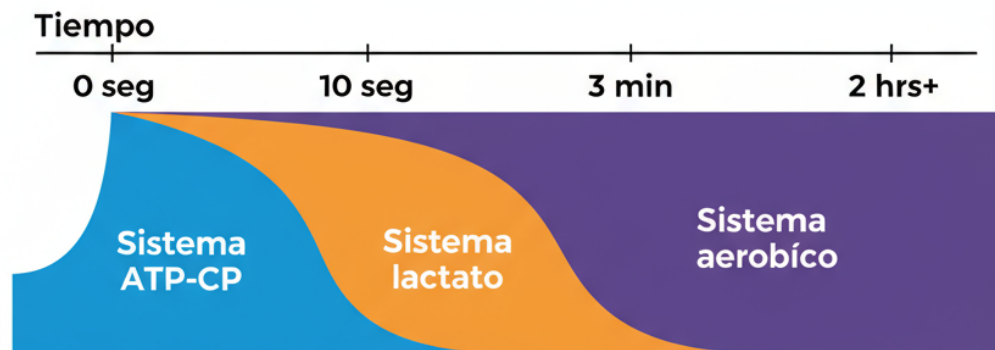 Tiempo
0 seg 10 seg 3 min 2 hrs+
Sistema
ATP-CP
Sistema
lactato
Sistema
aerobíco